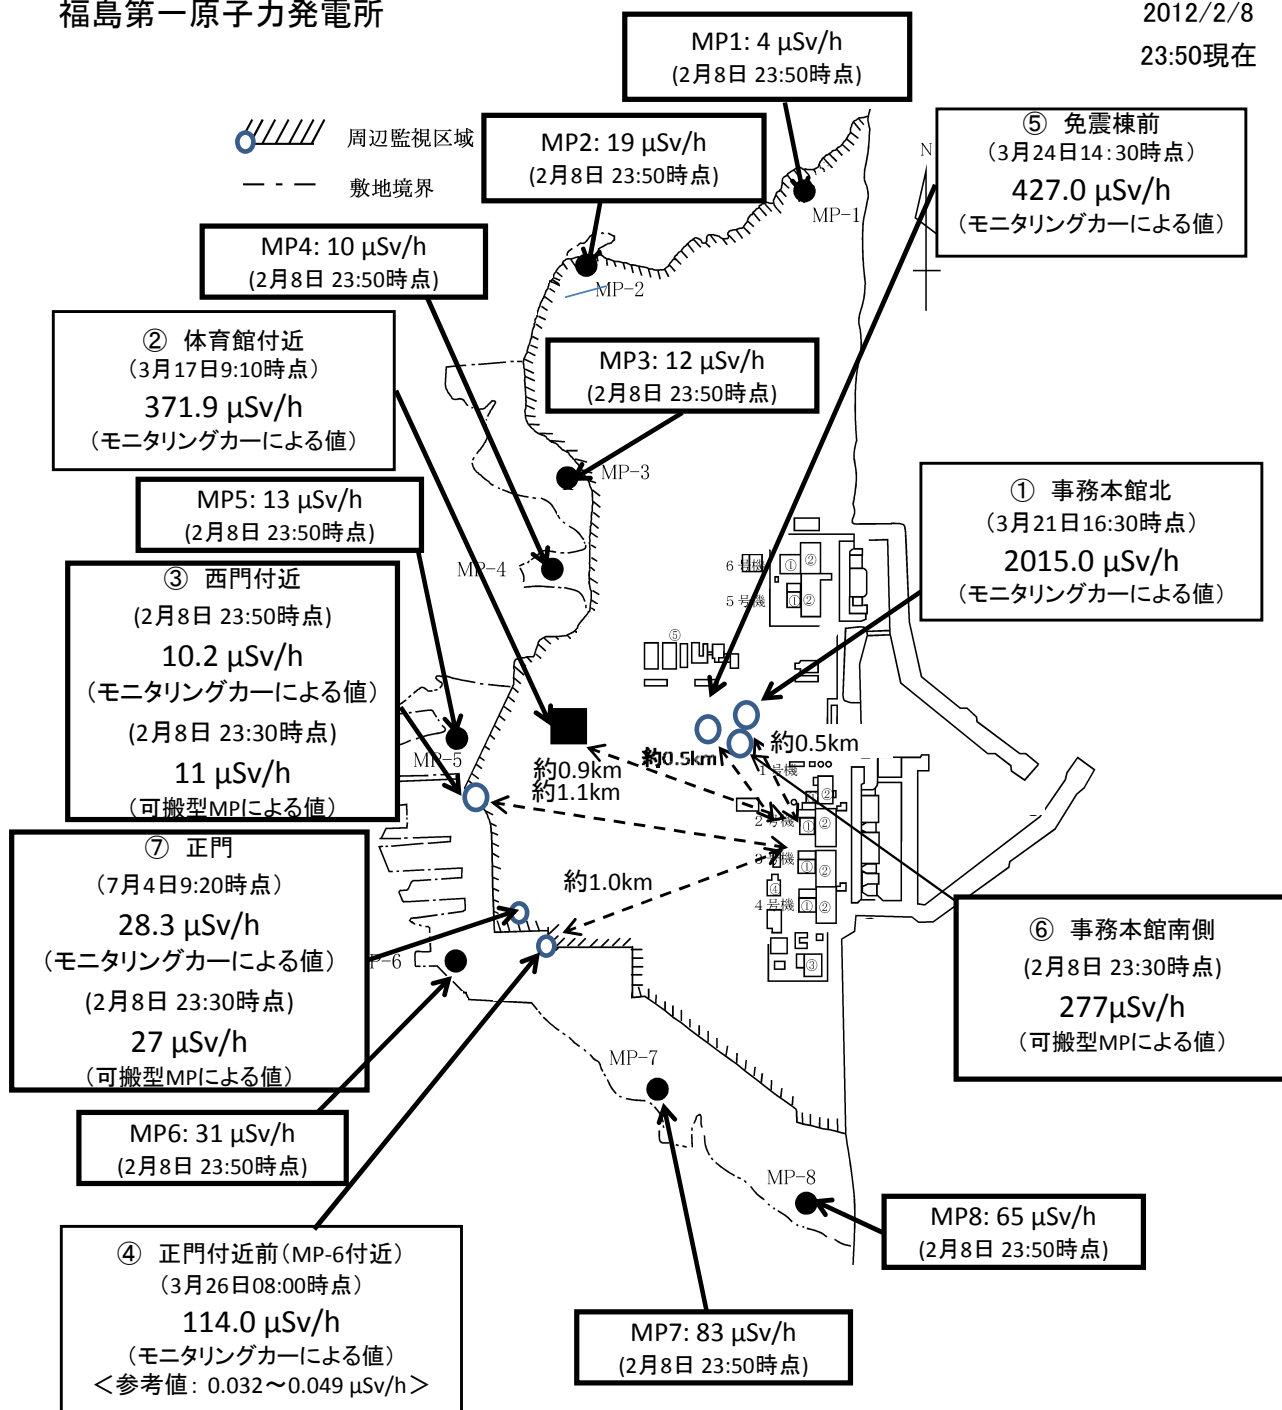 福島第一原子力発電所
2012/2/8
23:50現在
周辺監視区域
敷地境界
MP1: 4 μSv/h
(2月8日 23:50時点)
MP2: 19 μSv/h
(2月8日 23:50時点)
MP4: 10 μSv/h
(2月8日 23:50時点)
⑤ 免震棟前
(3月24日14:30時点)
427.0 μSv/h
(モニタリングカーによる値)
N
MP-1
MP-2
② 体育館付近
(3月17日9:10時点)
371.9 μSv/h
(モニタリングカーによる値)
MP3: 12 μSv/h
(2月8日 23:50時点)
MP-3
MP5: 13 μSv/h
(2月8日 23:50時点)
① 事務本館北
(3月21日16:30時点)
2015.0 μSv/h
(モニタリングカーによる値)
MP-4
③ 西門付近
(2月8日 23:50時点)
10.2 μSv/h
(モニタリングカーによる値)
(2月8日 23:30時点)
11 μSv/h
(可搬型MPによる値)
6号機
① ②
5号機
① ②
⑤
MP-5
約0.9km
約1.1km
約0.5km
約0.5km
1号機
②
2号機
① ②
3号機
① ②
④
4号機
① ②
③
約1.0km
⑦ 正門
(7月4日9:20時点)
28.3 μSv/h
(モニタリングカーによる値)
(2月8日 23:30時点)
27 μSv/h
(可搬型MPによる値)
P-6
⑥ 事務本館南側
(2月8日 23:30時点)
277μSv/h
(可搬型MPによる値)
MP-7
MP6: 31 μSv/h
(2月8日 23:50時点)
MP-8
MP8: 65 μSv/h
(2月8日 23:50時点)
④ 正門付近前(MP-6付近)
(3月26日08:00時点)
114.0 μSv/h
(モニタリングカーによる値)
<参考値: 0.032～0.049 μSv/h>
MP7: 83 μSv/h
(2月8日 23:50時点)